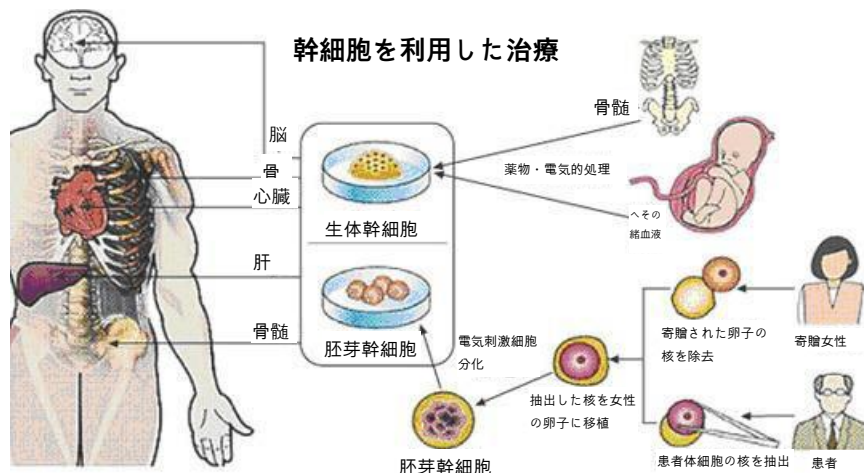 幹細胞を利用した治療
脳
骨
心臓
肝
骨髄
生体幹細胞
胚芽幹細胞
骨髄
薬物・電気的処理
へその
緒血液
電気刺激細胞
分化
胚芽幹細胞
抽出した核を女性
の卵子に移植
寄贈された卵子の
核を除去
寄贈女性
患者体細胞の核を抽出
患者